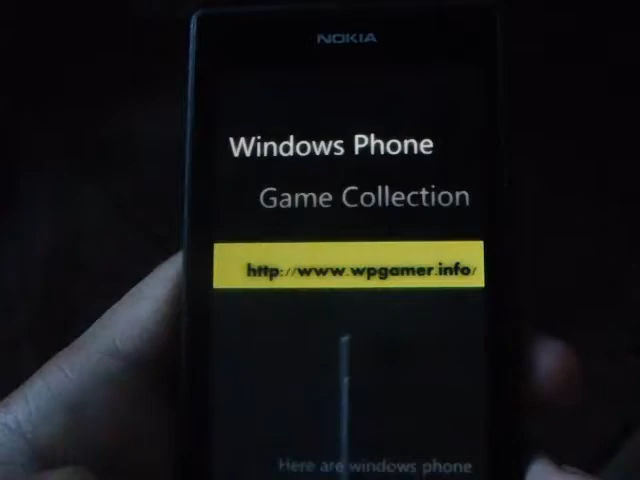 NOKIA
Windows Phone
Game Collection
http://www.wpgamer.info/
Here are windows phone